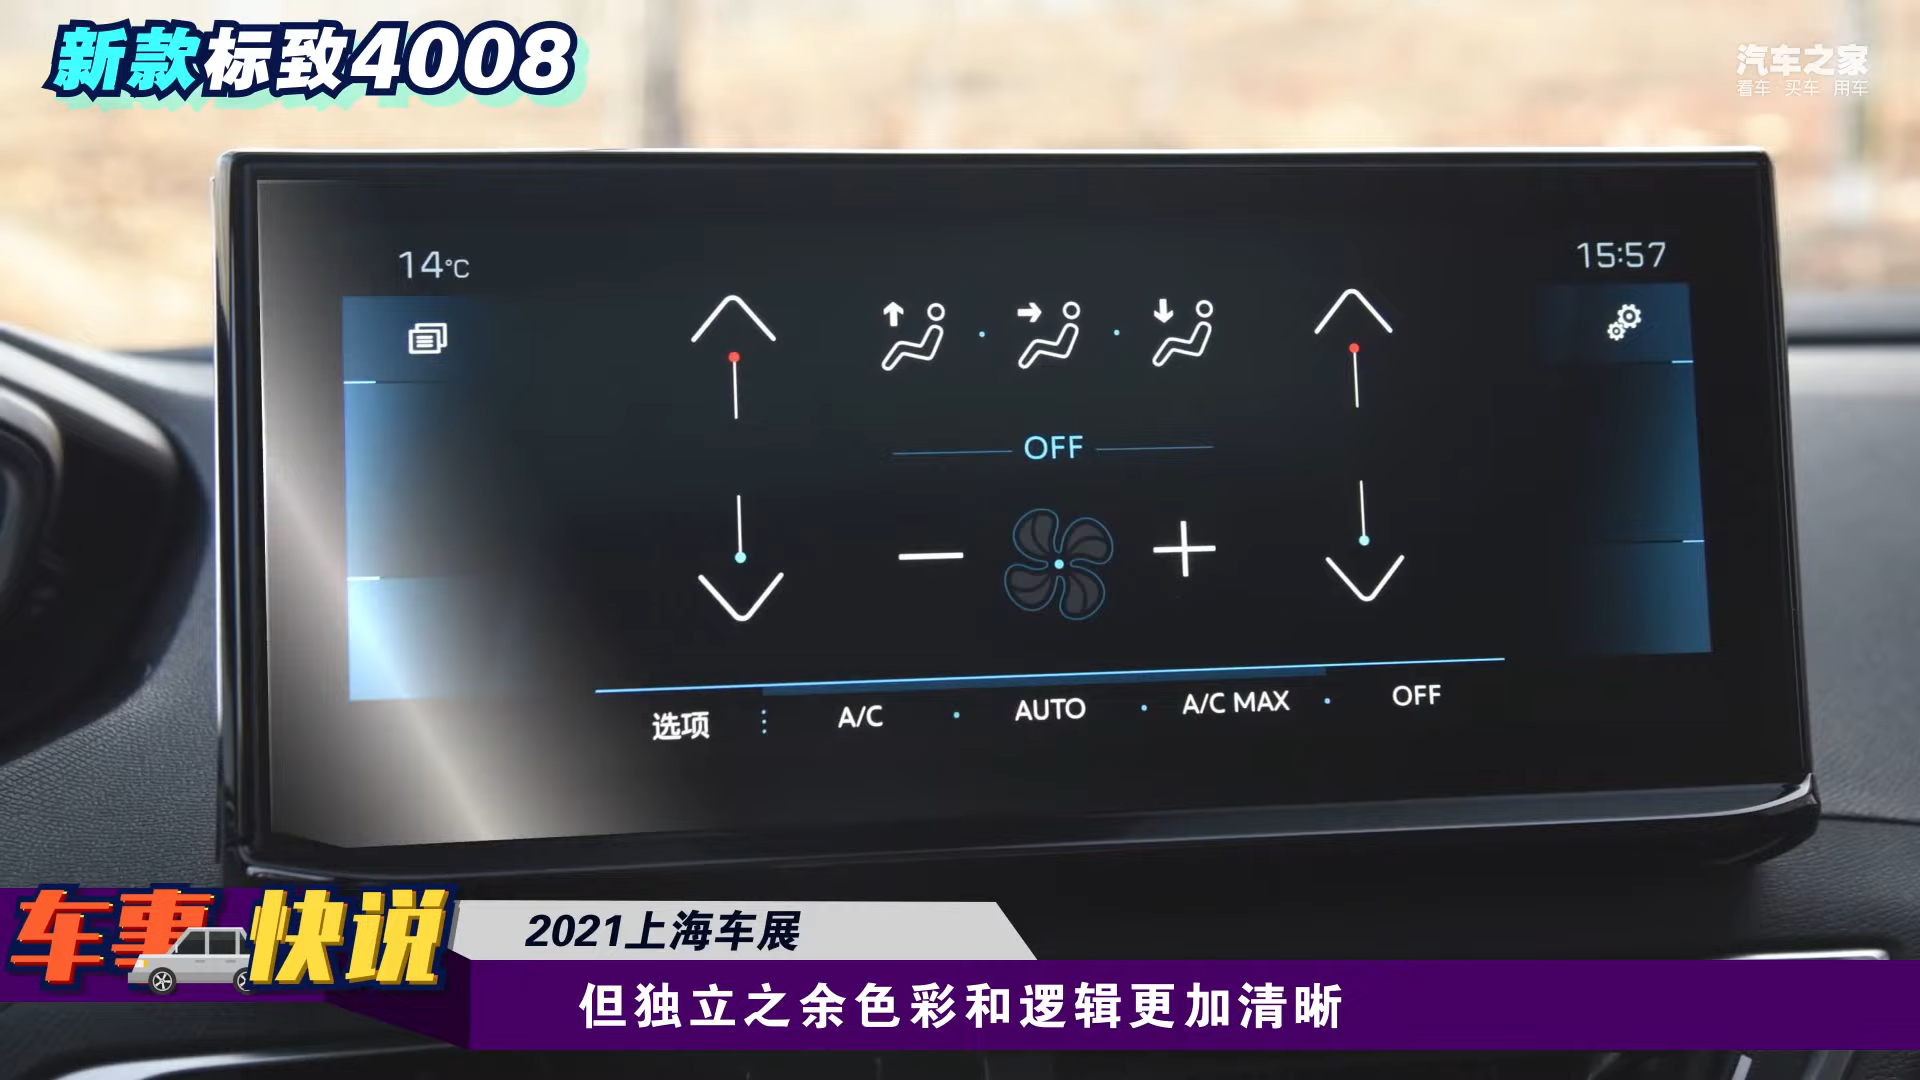 新款标致4008
汽车之家
看车 买车 用车
14°C
15:57
OFF
选项 A/C AUTO A/C MAX OFF
车事快说
2021上海车展
但独立之余色彩和逻辑更加清晰